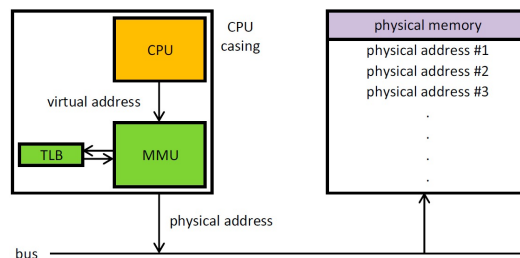 CPU
casing
CPU
virtual address
TLB
MMU
physical address
bus
physical memory
physical address #1
physical address #2
physical address #3
.
.
.
.